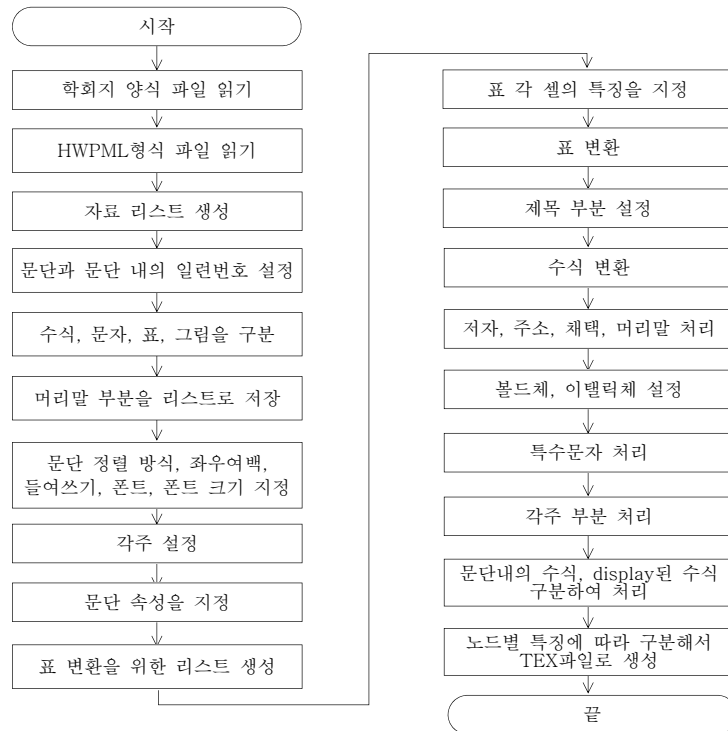 시작
학회지 양식 파일 읽기
HWPML형식 파일 읽기
자료 리스트 생성
문단과 문단 내의 일련번호 설정
수식, 문자, 표, 그림을 구분
머리말 부분을 리스트로 저장
문단 정렬 방식, 좌우여백,
들여쓰기, 폰트, 폰트 크기 지정
각주 설정
문단 속성을 지정
표 변환을 위한 리스트 생성
표 각 셀의 특징을 지정
표 변환
제목 부분 설정
수식 변환
저자, 주소, 채택, 머리말 처리
볼드체, 이탤릭체 설정
특수문자 처리
각주 부분 처리
문단내의 수식, display된 수식
구분하여 처리
노드별 특징에 따라 구분해서
TEX파일로 생성
끝